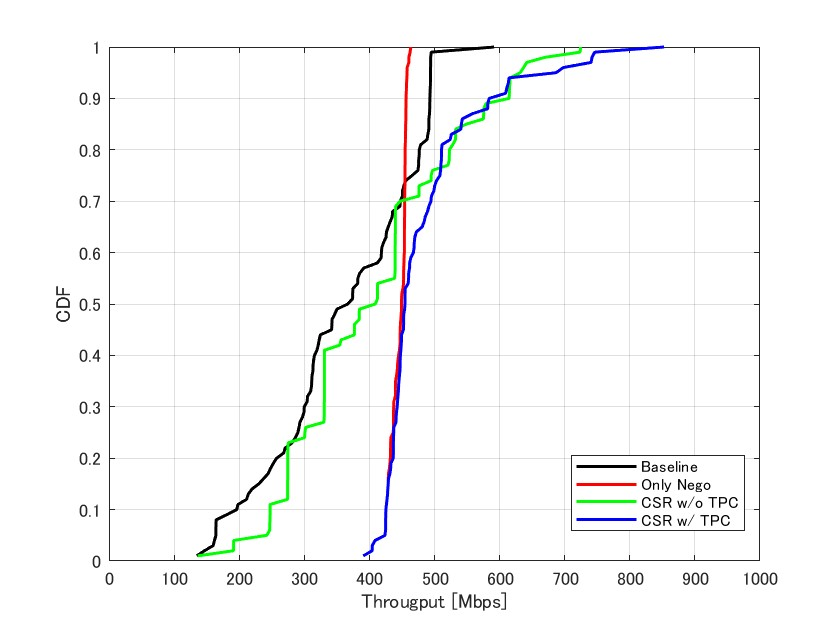 1
0.9
0.8
0.7
0.6
0.5
0.4
0.3
0.2
0.1
0
CDF
Baseline
Only Nego
CSR w/o TPC
CSR w/ TPC
0 100 200 300 400 500 600 700 800 900 1000
Througput [Mbps]